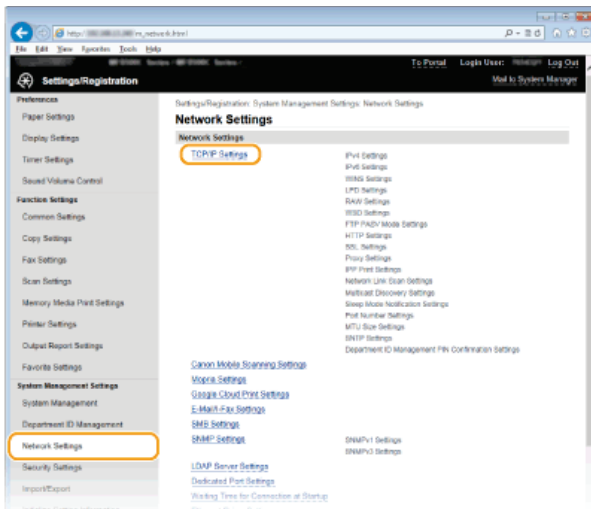 http://
m_network.html
File Edit View Favorites Tools Help
To Portal Login User: Log Out
Settings/Registration
Mail to System Manager
Preferences
Paper Settings
Display Settings
Timer Settings
Sound Volume Control
Function Settings
Common Settings
Copy Settings
Fax Settings
Scan Settings
Memory Media Print Settings
Printer Settings
Output Report Settings
Favorite Settings
System Management Settings
System Management
Department ID Management
Network Settings
Security Settings
Import/Export
Settings/Registration: System Management Settings: Network Settings
Network Settings
Network Settings
TCP/IP Settings
IPv4 Settings
IPv6 Settings
WINS Settings
LPD Settings
RAW Settings
WSD Settings
FTP PASV Mode Settings
HTTP Settings
SSL Settings
Proxy Settings
IPP Print Settings
Network Link Scan Settings
Multicast Discovery Settings
Sleep Mode Notification Settings
Port Number Settings
MTU Size Settings
SNTP Settings
Department ID Management PIN Confirmation Settings
Canon Mobile Scanning Settings
Mopria Settings
Google Cloud Print Settings
E-Mail/I-Fax Settings
SMB Settings
SNMP Settings
SNMPv1 Settings
SNMPv3 Settings
LDAP Server Settings
Dedicated Port Settings
Waiting Time for Connection at Startup